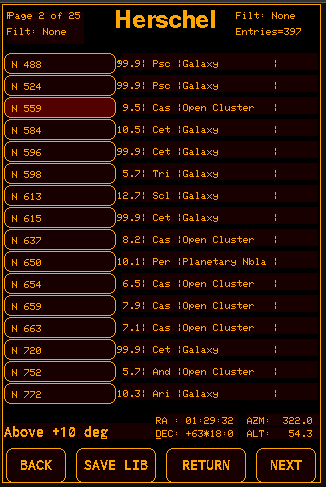 Page 2 of 25
Filt: None
Herschel
Filt: None
Entries=397
N 488 99.9¦ Psc ¦Galaxy ¦
N 524 99.9¦ Psc ¦Galaxy ¦
N 559 9.5¦ Cas ¦Open Cluster ¦
N 584 10.5¦ Cet ¦Galaxy ¦
N 596 99.9¦ Cet ¦Galaxy ¦
N 598 5.7¦ Tri ¦Galaxy ¦
N 613 12.7¦ Scl ¦Galaxy ¦
N 615 99.9¦ Cet ¦Galaxy ¦
N 637 8.2¦ Cas ¦Open Cluster ¦
N 650 10.1¦ Per ¦Planetary Nbla ¦
N 654 6.5¦ Cas ¦Open Cluster ¦
N 659 7.9¦ Cas ¦Open Cluster ¦
N 663 7.1¦ Cas ¦Open Cluster ¦
N 720 99.9¦ Cet ¦Galaxy ¦
N 752 5.7¦ And ¦Open Cluster ¦
N 772 10.3¦ Ari ¦Galaxy ¦
RA : 01:29:32 AZM: 322.0
Above +10 deg DEC: +63*18:0 ALT: 54.3
BACK SAVE LIB RETURN NEXT